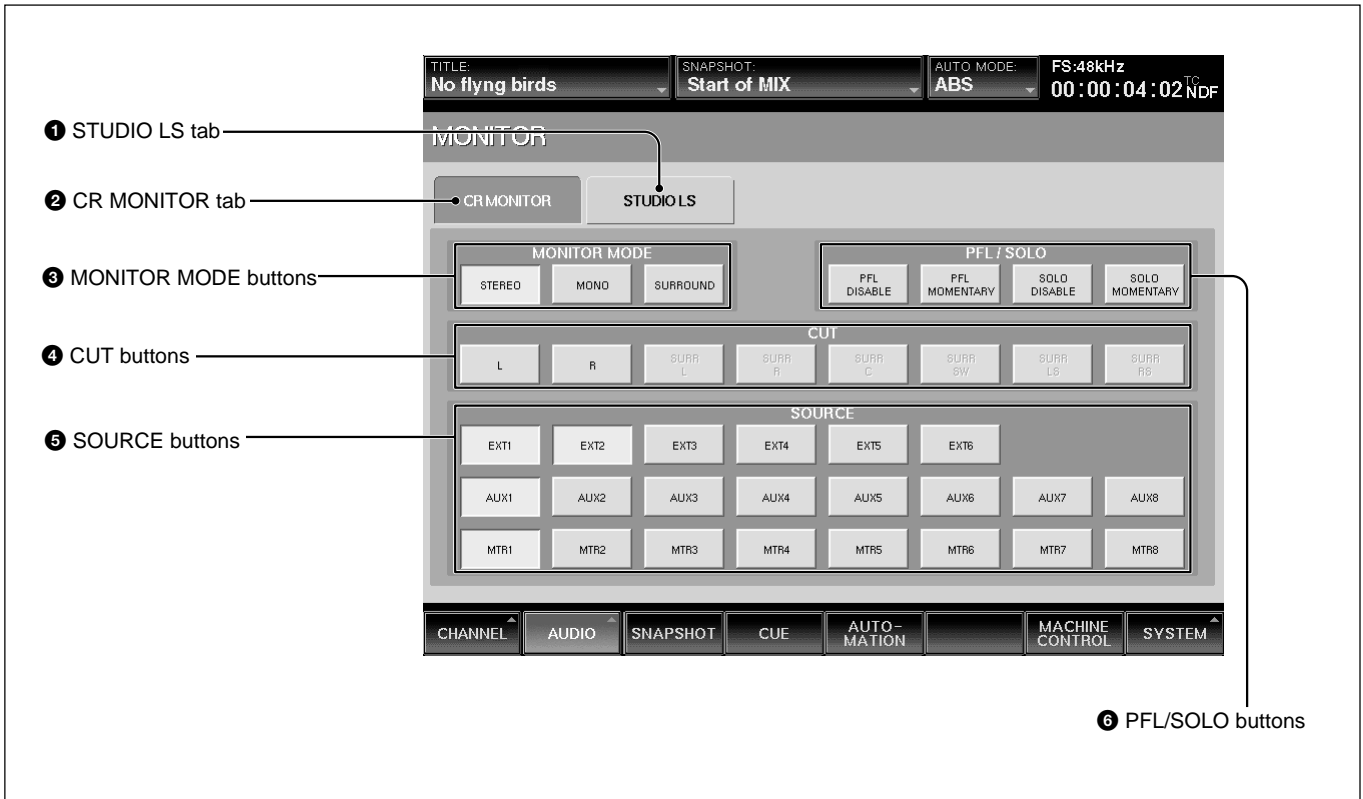 TITLE:
No flyng birds
SNAPSHOT:
Start of MIX
AUTO MODE:
ABS
FS:48kHz
00:00:04:02 TC NDF
❶ STUDIO LS tab
MONITOR
❷ CR MONITOR tab
CR MONITOR
STUDIO LS
❸ MONITOR MODE buttons
MONITOR MODE
STEREO
MONO
SURROUND
PFL / SOLO
PFL
DISABLE
PFL
MOMENTARY
SOLO
DISABLE
SOLO
MOMENTARY
❹ CUT buttons
CUT
L
R
SURR
L
SURR
R
SURR
C
SURR
SW
SURR
LS
SURR
RS
❺ SOURCE buttons
SOURCE
EXT1
EXT2
EXT3
EXT4
EXT5
EXT6
AUX1
AUX2
AUX3
AUX4
AUX5
AUX6
AUX7
AUX8
MTR1
MTR2
MTR3
MTR4
MTR5
MTR6
MTR7
MTR8
CHANNEL
AUDIO
SNAPSHOT
CUE
AUTO-
MATION
MACHINE
CONTROL
SYSTEM
❻ PFL/SOLO buttons